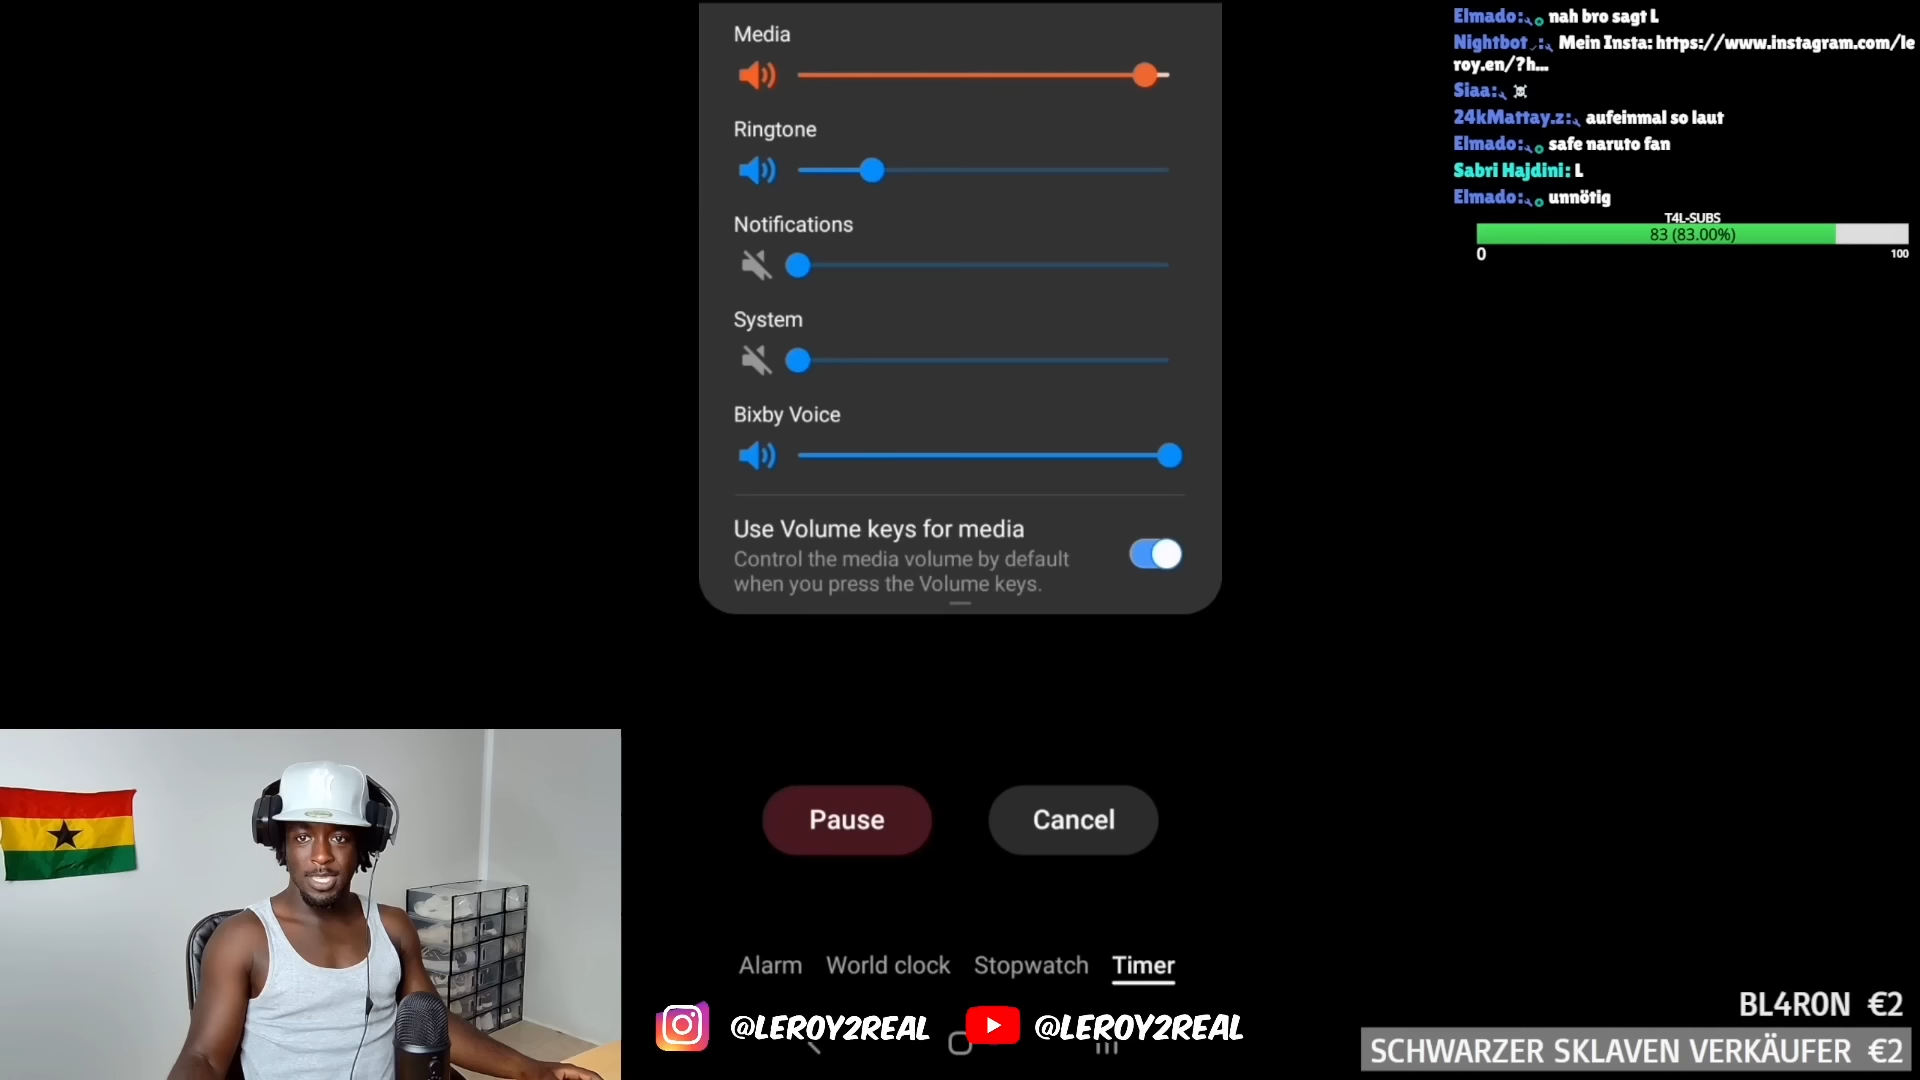 Media
Ringtone
Notifications
System
Bixby Voice
Use Volume keys for media
Control the media volume by default
when you press the Volume keys.
Pause
Cancel
Alarm World clock Stopwatch Timer
@LEROY2REAL
@LEROY2REAL
Elmado: nah bro sagt L
Nightbot: Mein Insta: https://www.instagram.com/le
roy.en/?h...
Siaa:
24kMattay.z: aufeinmal so laut
Elmado: safe naruto fan
Sabri Hajdini: L
Elmado: unnötig
T4L-SUBS
83 (83.00%)
0
100
BL4R0N €2
SCHWARZER SKLAVEN VERKÄUFER €2